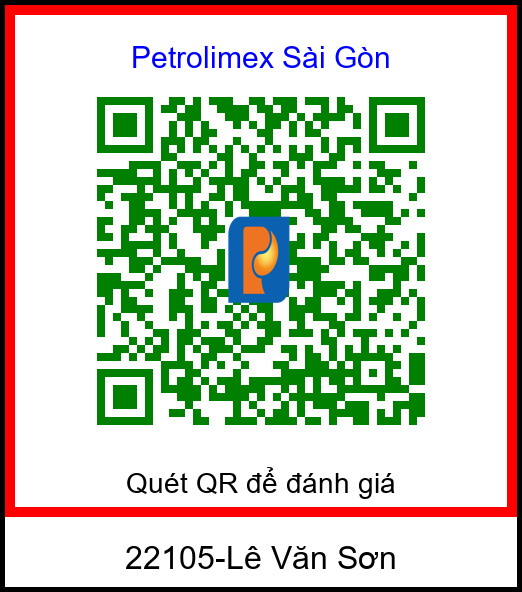 Petrolimex Sài Gòn
Quét QR để đánh giá
22105-Lê Văn Sơn